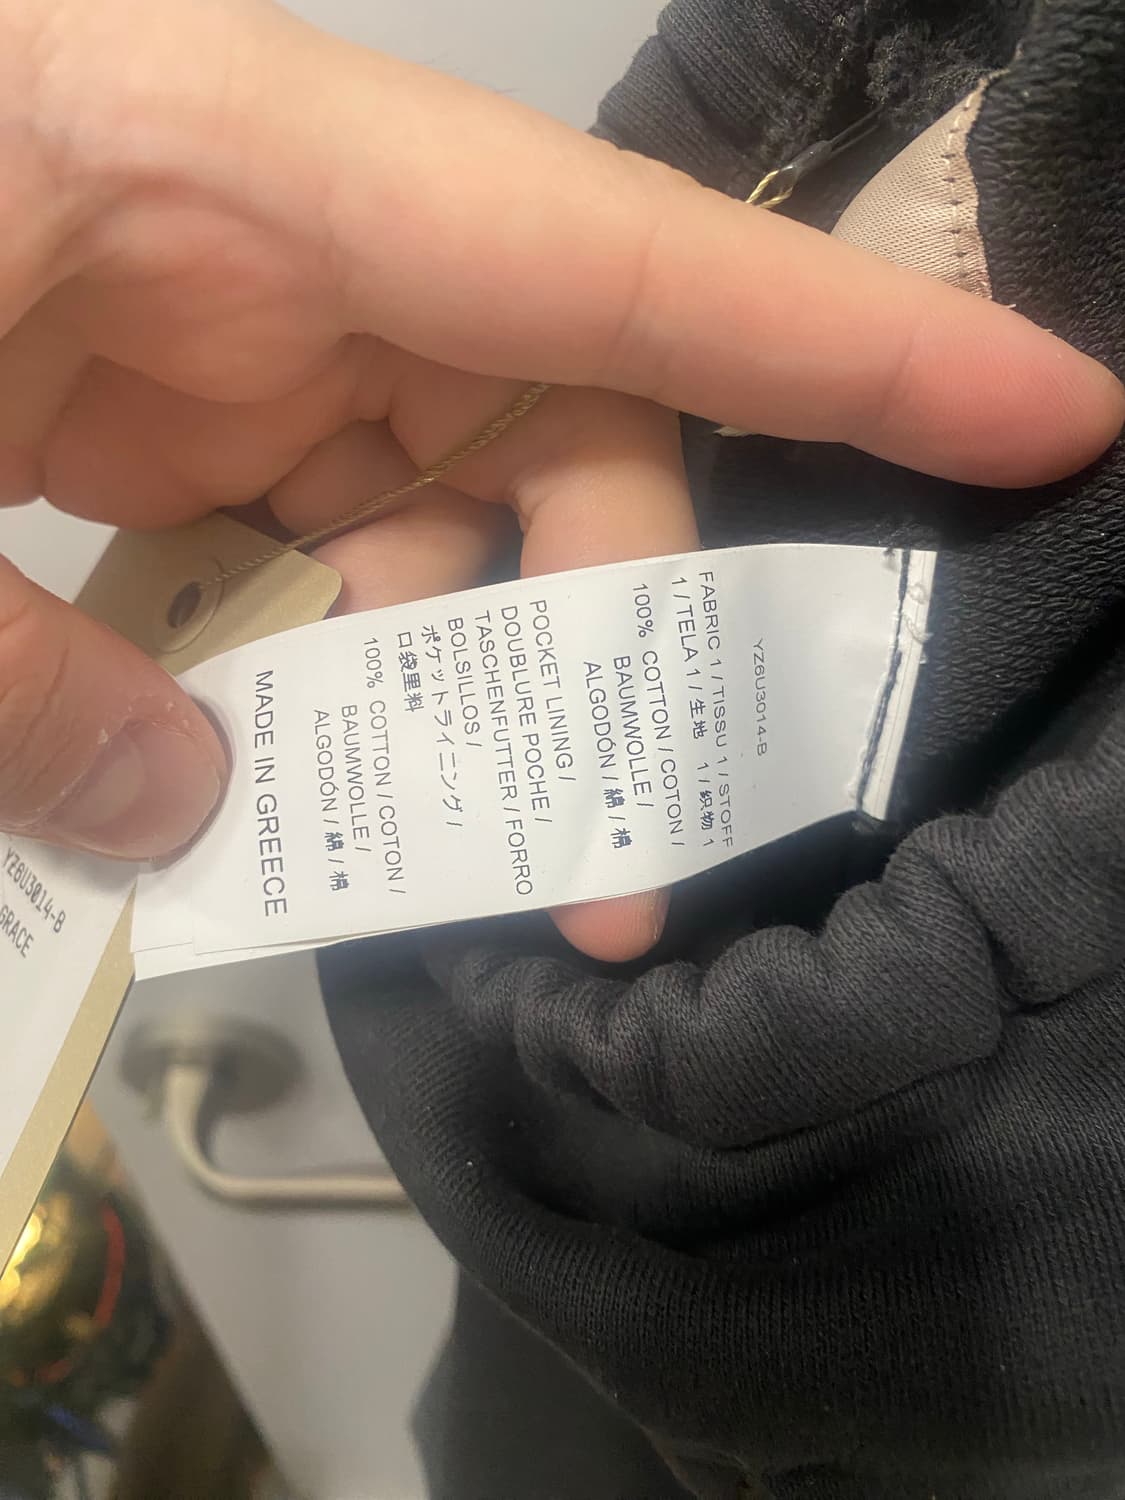 YZ6U3014-B
FABRIC 1 / TISSU 1 / STOFF
1 / TELA 1 / 生地 1 / 织物 1
100% COTTON / COTON /
BAUMWOLLE /
ALGODÓN / 綿 / 棉
POCKET LINING /
DOUBLURE POCHE /
TASCHENFUTTER / FORRO
BOLSILLOS /
ポケットライニング /
口袋里料
100% COTTON / COTON /
BAUMWOLLE /
ALGODÓN / 綿 / 棉
MADE IN GREECE
YZ6U3014-B
GRACE